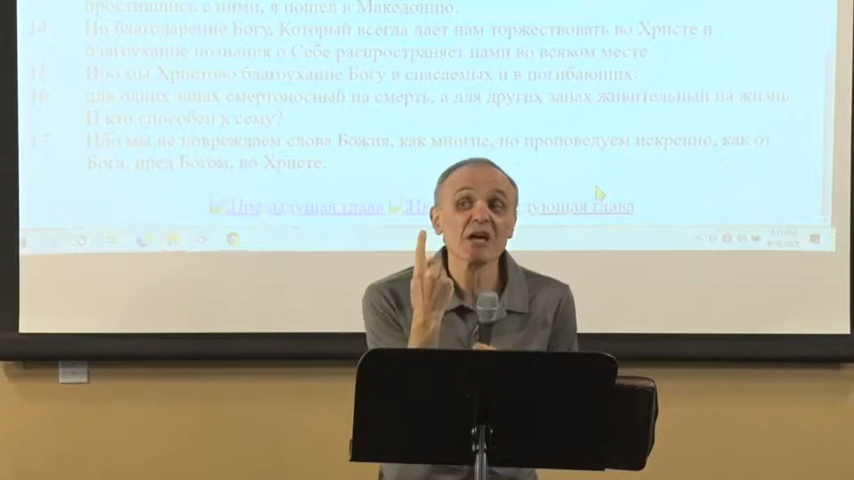 простившись с ними, я пошел в Македонию.
14 Но благодарение Богу, Который всегда дает нам торжествовать во Христе и
благоухание познания о Себе распространяет нами во всяком месте.
15 Ибо мы Христово благоухание Богу в спасаемых и в погибающих:
16 для одних запах смертоносный на смерть, а для других запах живительный на жизнь.
И кто способен к сему?
17 Ибо мы не повреждаем слова Божия, как многие, но проповедуем искренно, как от
Бога, пред Богом, во Христе.
Предыдущая глава глава